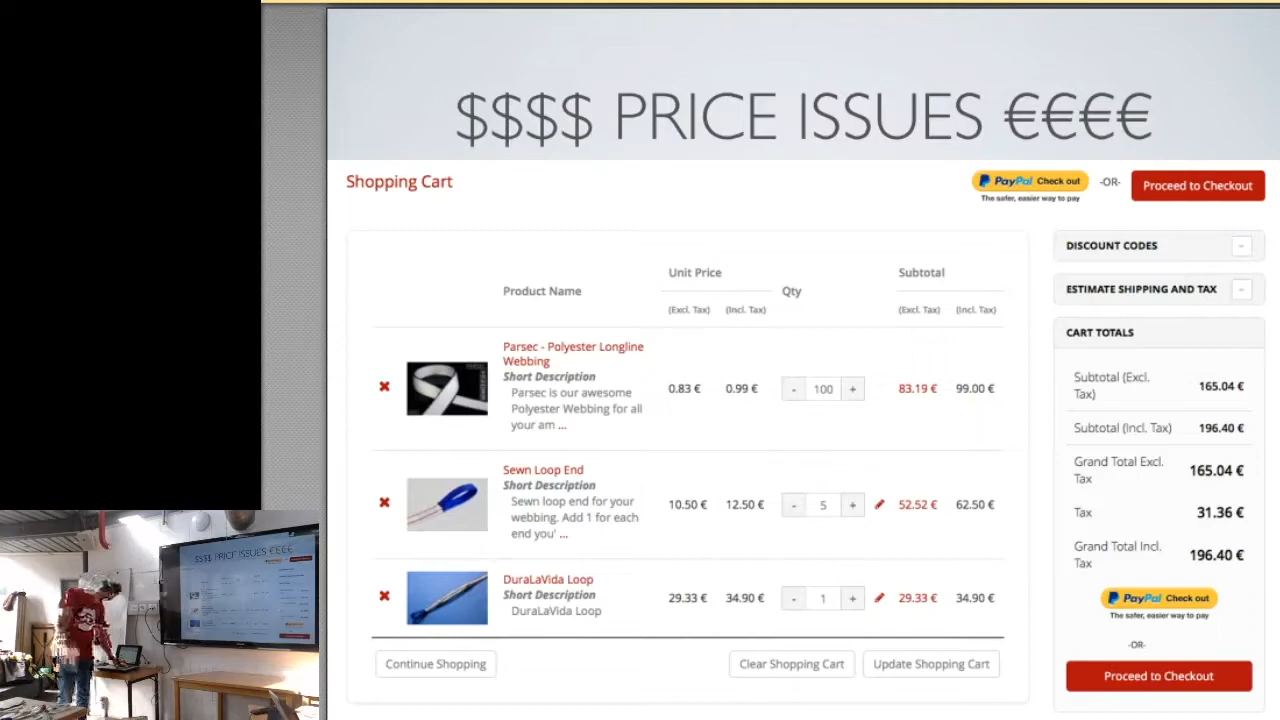 $$$$ PRICE ISSUES €€€€
Shopping Cart
PayPal Check out
The safer, easier way to pay
-OR-
Proceed to Checkout
Product Name
Unit Price
(Excl. Tax) (Incl. Tax)
Qty
Subtotal
(Excl. Tax) (Incl. Tax)
Parsec - Polyester Longline
Webbing
Short Description
Parsec is our awesome
Polyester Webbing for all
your am ...
0.83 € 0.99 € - 100 + 83.19 € 99.00 €
Sewn Loop End
Short Description
Sewn loop end for your
webbing. Add 1 for each
end you' ...
10.50 € 12.50 € - 5 + 52.52 € 62.50 €
DuraLaVida Loop
Short Description
DuraLaVida Loop
29.33 € 34.90 € - 1 + 29.33 € 34.90 €
Continue Shopping
Clear Shopping Cart
Update Shopping Cart
DISCOUNT CODES
ESTIMATE SHIPPING AND TAX
CART TOTALS
Subtotal (Excl.
Tax)
165.04 €
Subtotal (Incl. Tax) 196.40 €
Grand Total Excl.
Tax
165.04 €
Tax 31.36 €
Grand Total Incl.
Tax
196.40 €
PayPal Check out
The safer, easier way to pay
-OR-
Proceed to Checkout
$$$$ PRICE ISSUES €€€€